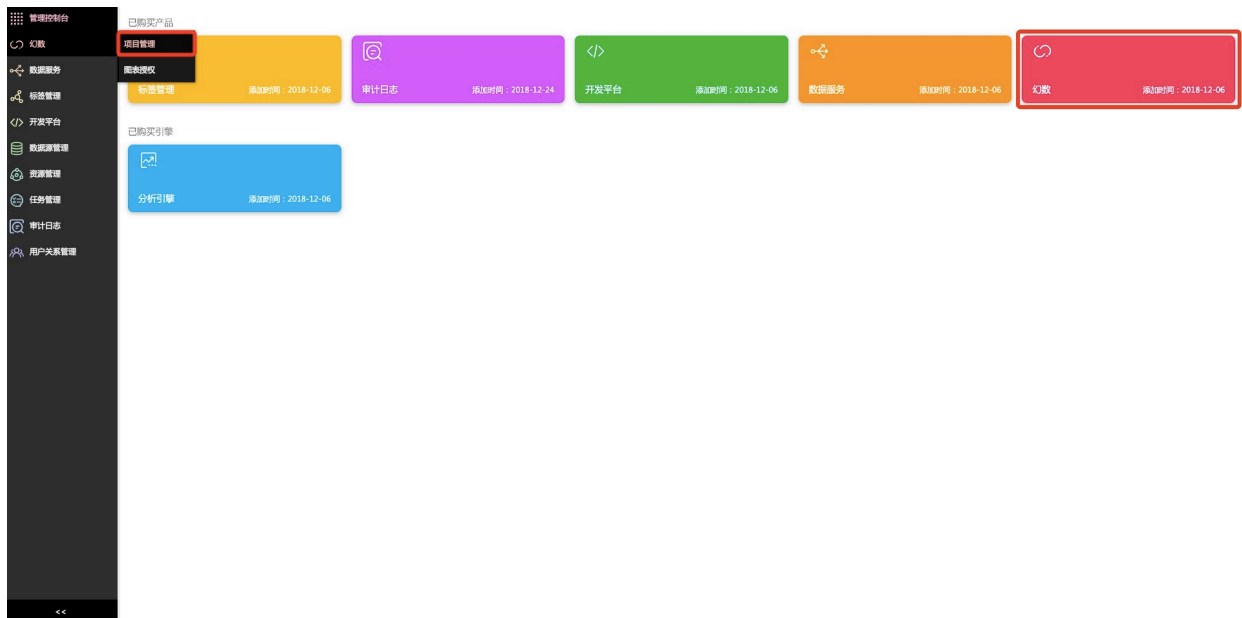 管理控制台
幻数
数据服务
标签管理
开发平台
数据源管理
资源管理
任务管理
审计日志
用户关系管理
<<
项目管理
图表授权
已购买产品
标签管理 添加时间：2018-12-06
审计日志 添加时间：2018-12-24
开发平台 添加时间：2018-12-06
数据服务 添加时间：2018-12-06
幻数 添加时间：2018-12-06
已购买引擎
分析引擎 添加时间：2018-12-06